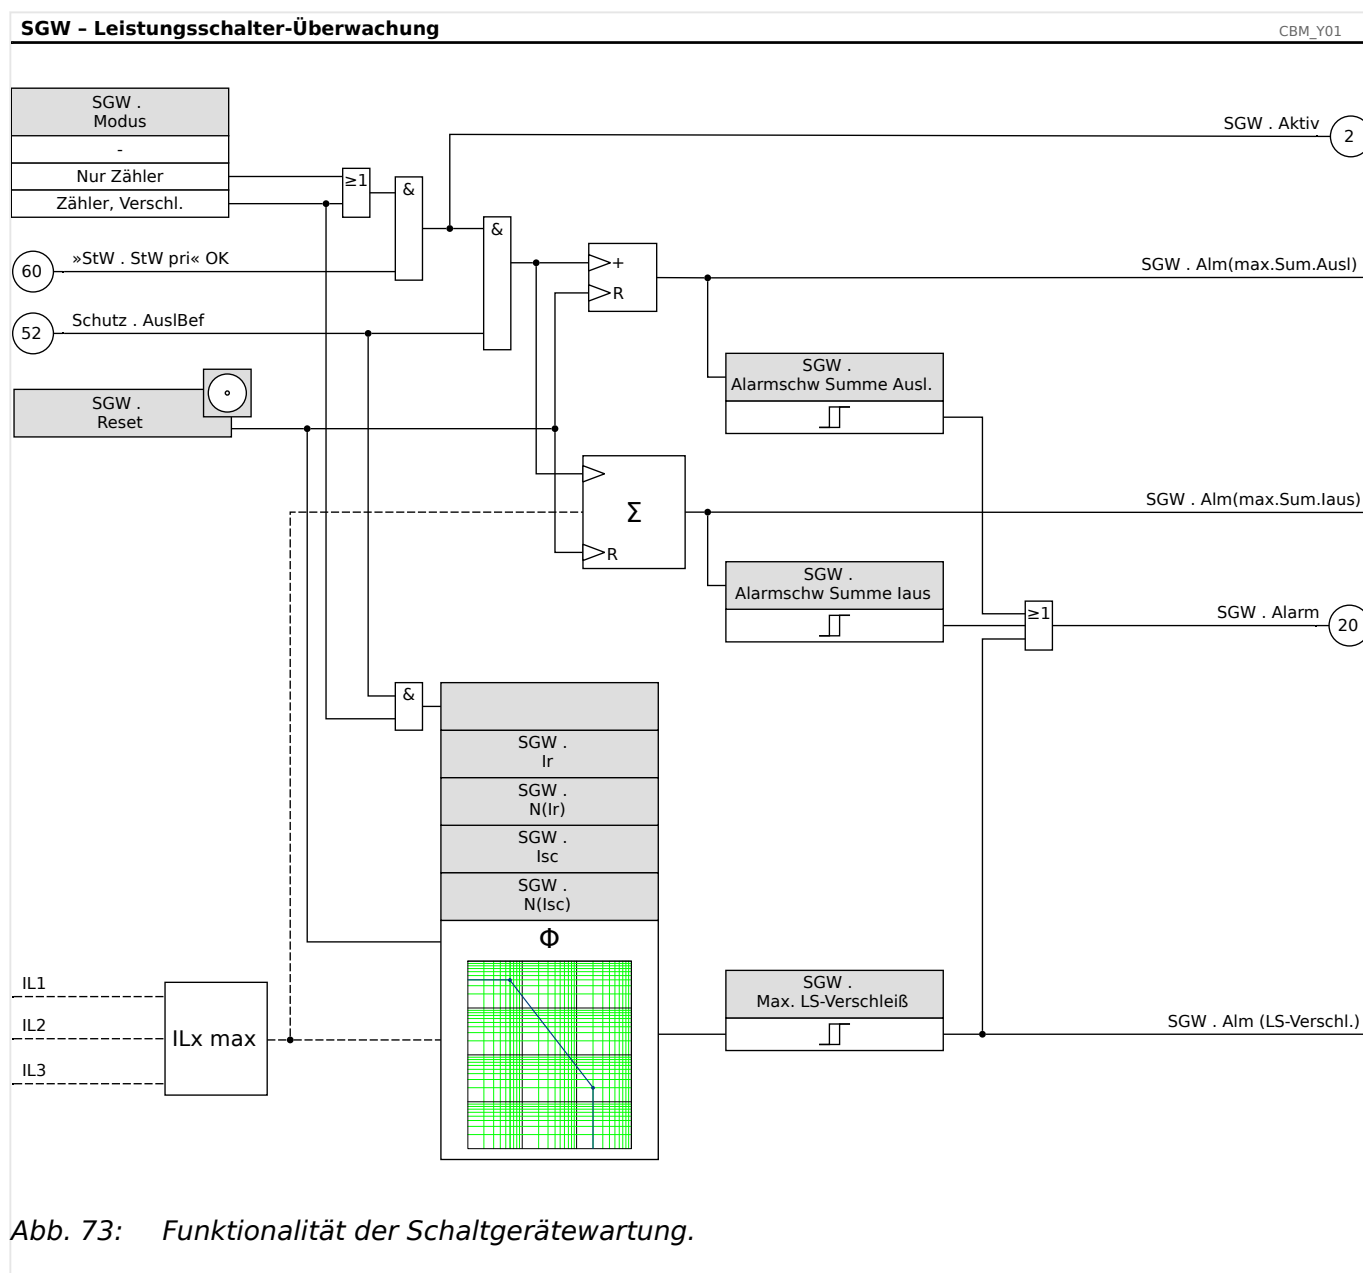 SGW – Leistungsschalter-Überwachung
CBM_Y01
SGW .
Modus
-
Nur Zähler
Zähler, Verschl.
≥1
&
&
SGW . Aktiv
2
60
»StW . StW pri« OK
52
Schutz . AuslBef
+
R
SGW . Alm(max.Sum.Ausl)
SGW .
Alarmschw Summe Ausl.
SGW .
Reset
Σ
R
SGW . Alm(max.Sum.Iaus)
SGW .
Alarmschw Summe Iaus
≥1
SGW . Alarm
20
&
SGW .
Ir
SGW .
N(Ir)
SGW .
Isc
SGW .
N(Isc)
Φ
IL1
IL2
IL3
ILx max
SGW .
Max. LS-Verschleiß
SGW . Alm (LS-Verschl.)
Abb. 73: Funktionalität der Schaltgerätewartung.